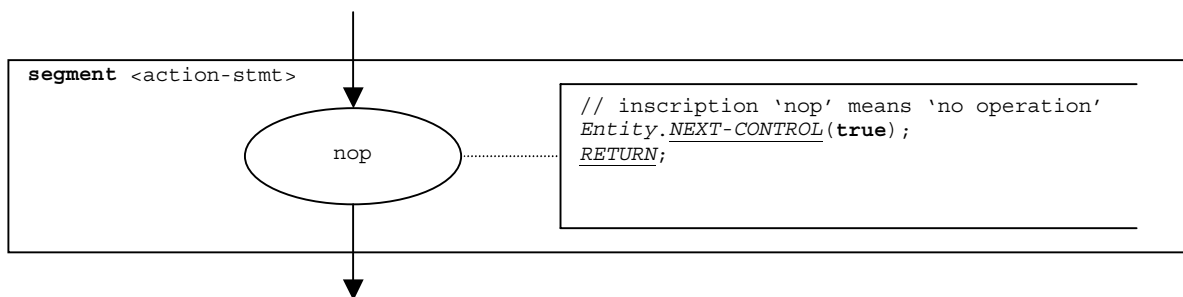 segment <action-stmt>
// inscription ‘nop’ means ‘no operation’
Entity.NEXT-CONTROL(true);
RETURN;
nop